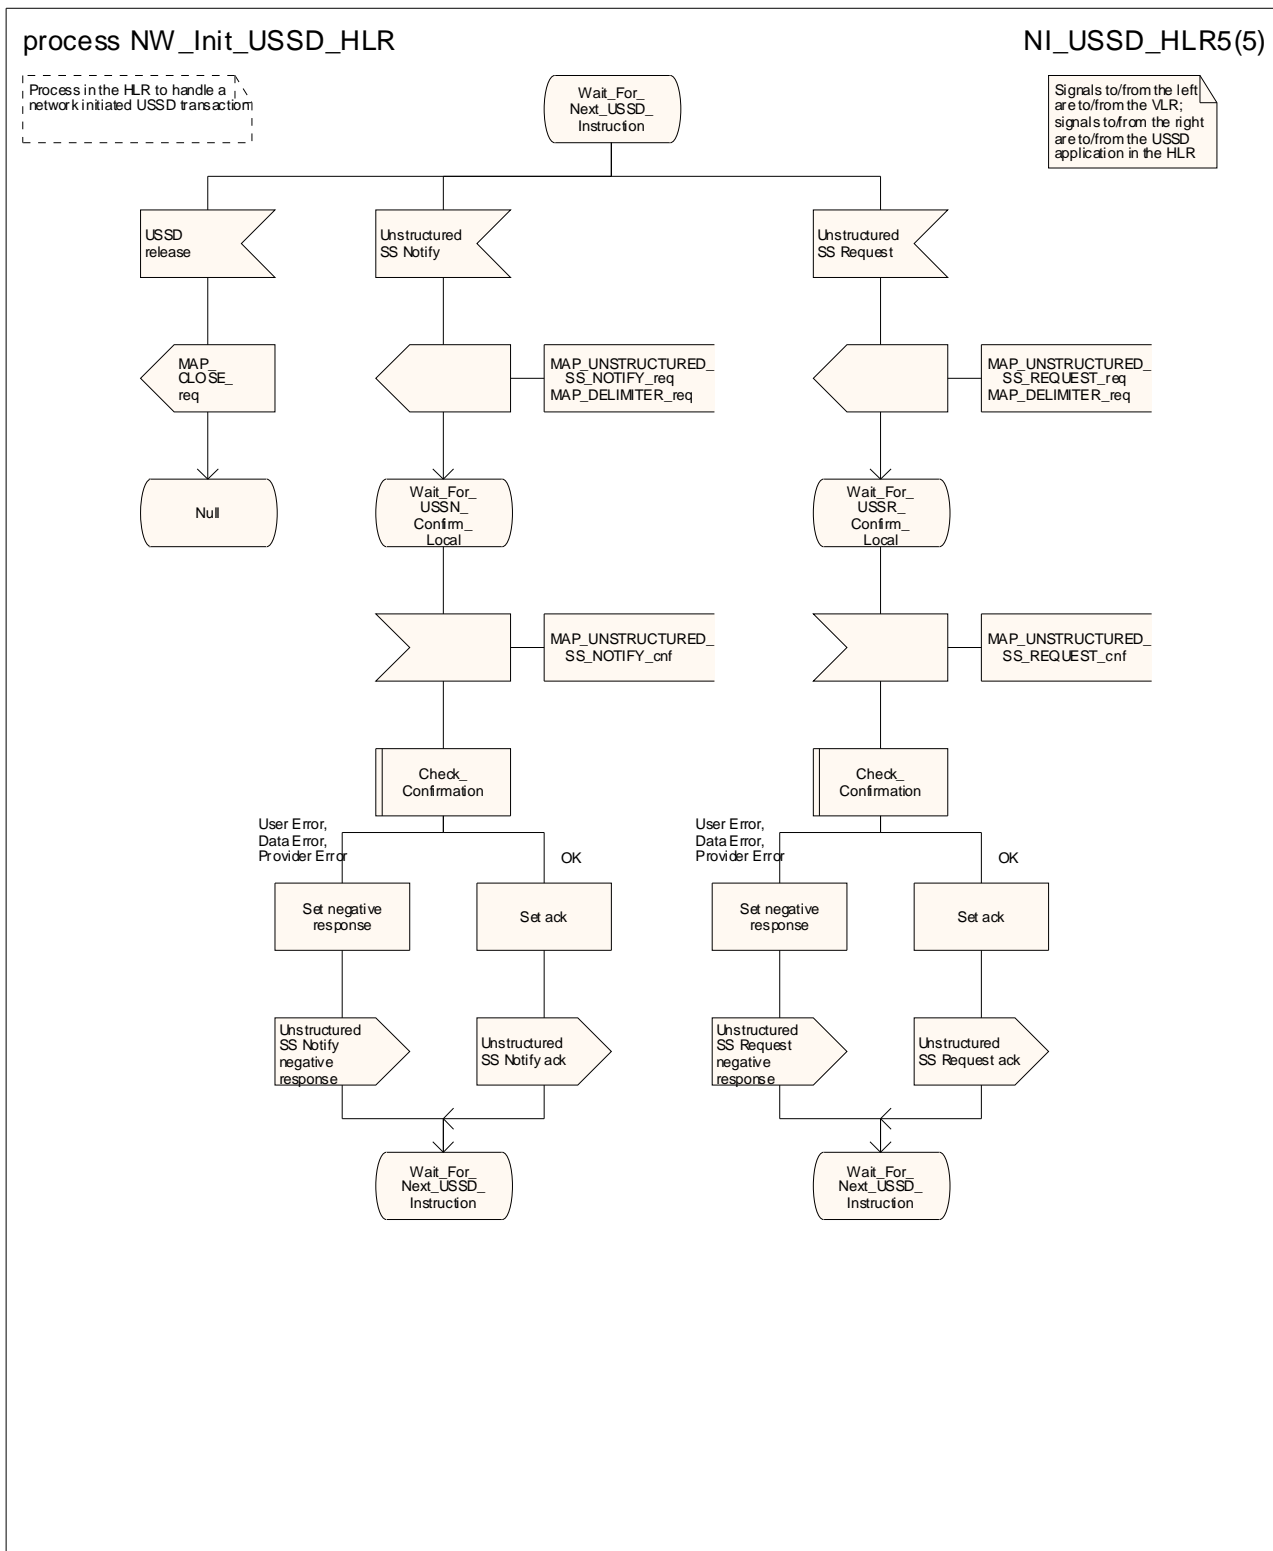 process NW_Init_USSD_HLR
NI_USSD_HLR5(5)
Process in the HLR to handle a
network initiated USSD transaction
Wait_For_
Next_USSD_
Instruction
Signals to/from the left
are to/from the VLR;
signals to/from the right
are to/from the USSD
application in the HLR
USSD
release
Unstructured
SS Notify
Unstructured
SS Request
MAP_
CLOSE_
req
MAP_UNSTRUCTURED_
SS_NOTIFY_req
MAP_DELIMITER_req
MAP_UNSTRUCTURED_
SS_REQUEST_req
MAP_DELIMITER_req
Null
Wait_For_
USSN_
Confirm_
Local
Wait_For_
USSR_
Confirm_
Local
MAP_UNSTRUCTURED_
SS_NOTIFY_cnf
MAP_UNSTRUCTURED_
SS_REQUEST_cnf
Check_
Confirmation
Check_
Confirmation
User Error,
Data Error,
Provider Error
OK
User Error,
Data Error,
Provider Error
OK
Set negative
response
Set ack
Set negative
response
Set ack
Unstructured
SS Notify
negative
response
Unstructured
SS Notify ack
Unstructured
SS Request
negative
response
Unstructured
SS Request ack
Wait_For_
Next_USSD_
Instruction
Wait_For_
Next_USSD_
Instruction